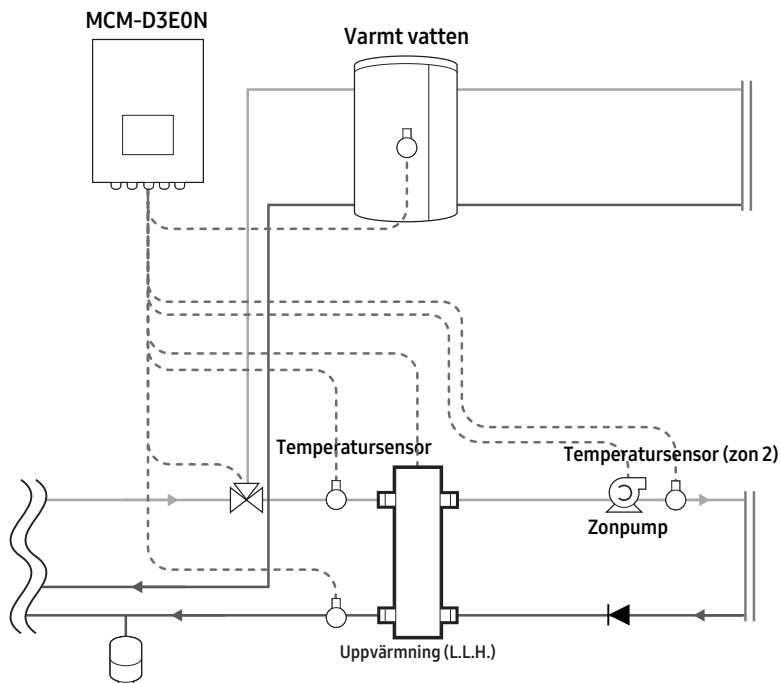 MCM-D3E0N
Varmt vatten
Temperatursensor
Temperatursensor (zon 2)
Zonpump
Uppvärmning (L.L.H.)